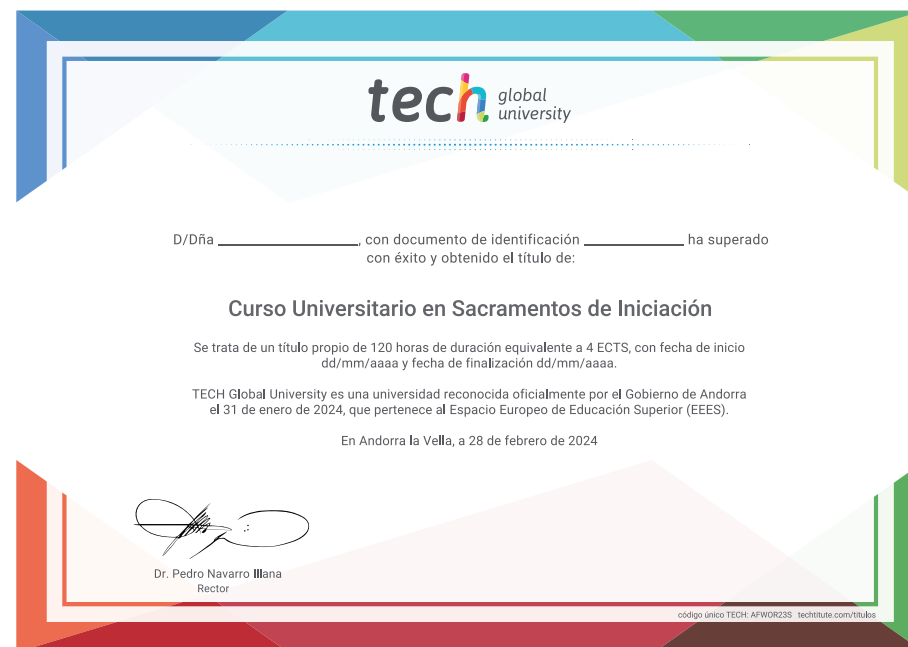 tech global
university
D/Dña ____________________, con documento de identificación ______________ ha superado
con éxito y obtenido el título de:
Curso Universitario en Sacramentos de Iniciación
Se trata de un título propio de 120 horas de duración equivalente a 4 ECTS, con fecha de inicio
dd/mm/aaaa y fecha de finalización dd/mm/aaaa.
TECH Global University es una universidad reconocida oficialmente por el Gobierno de Andorra
el 31 de enero de 2024, que pertenece al Espacio Europeo de Educación Superior (EEES).
En Andorra la Vella, a 28 de febrero de 2024
Dr. Pedro Navarro Illana
Rector
código único TECH: AFWOR23S techtitute.com/titulos